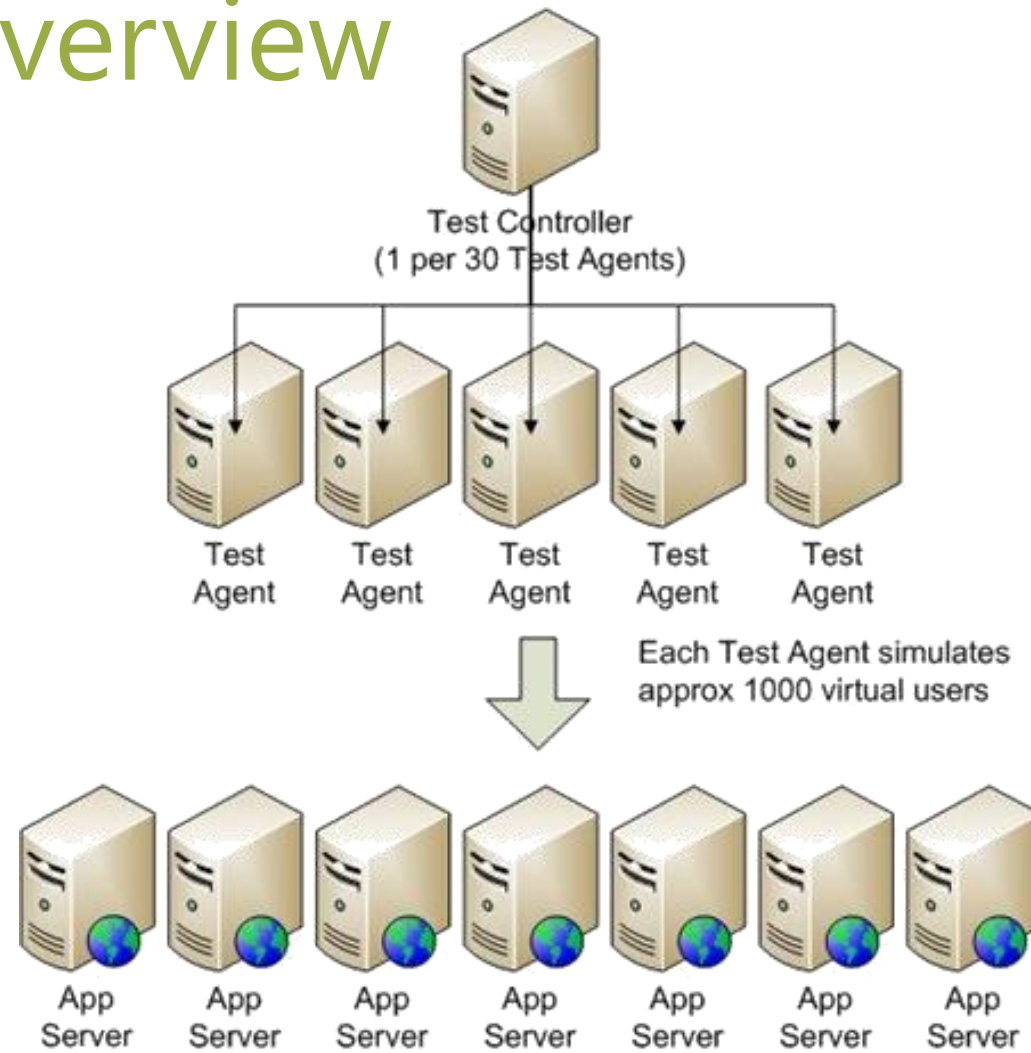 verview
Test Controller
(1 per 30 Test Agents)
Test Test Test Test Test
Agent Agent Agent Agent Agent
Each Test Agent simulates
approx 1000 virtual users
App App App App App App App
Server Server Server Server Server Server Server